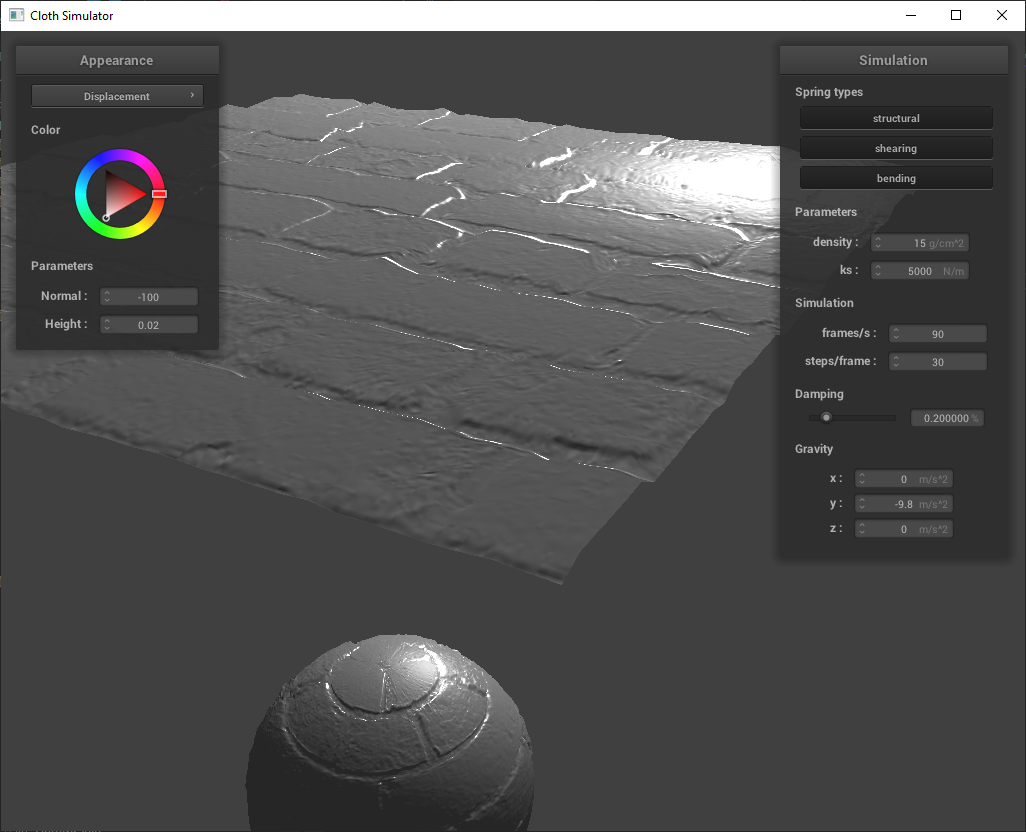 Cloth Simulator
Appearance
Displacement
Color
Parameters
Normal : -100
Height : 0.02
Simulation
Spring types
structural
shearing
bending
Parameters
density : 15 g/cm^2
ks : 5000 N/m
Simulation
frames/s : 90
steps/frame : 30
Damping
0.200000 %
Gravity
x : 0 m/s^2
y : -9.8 m/s^2
z : 0 m/s^2